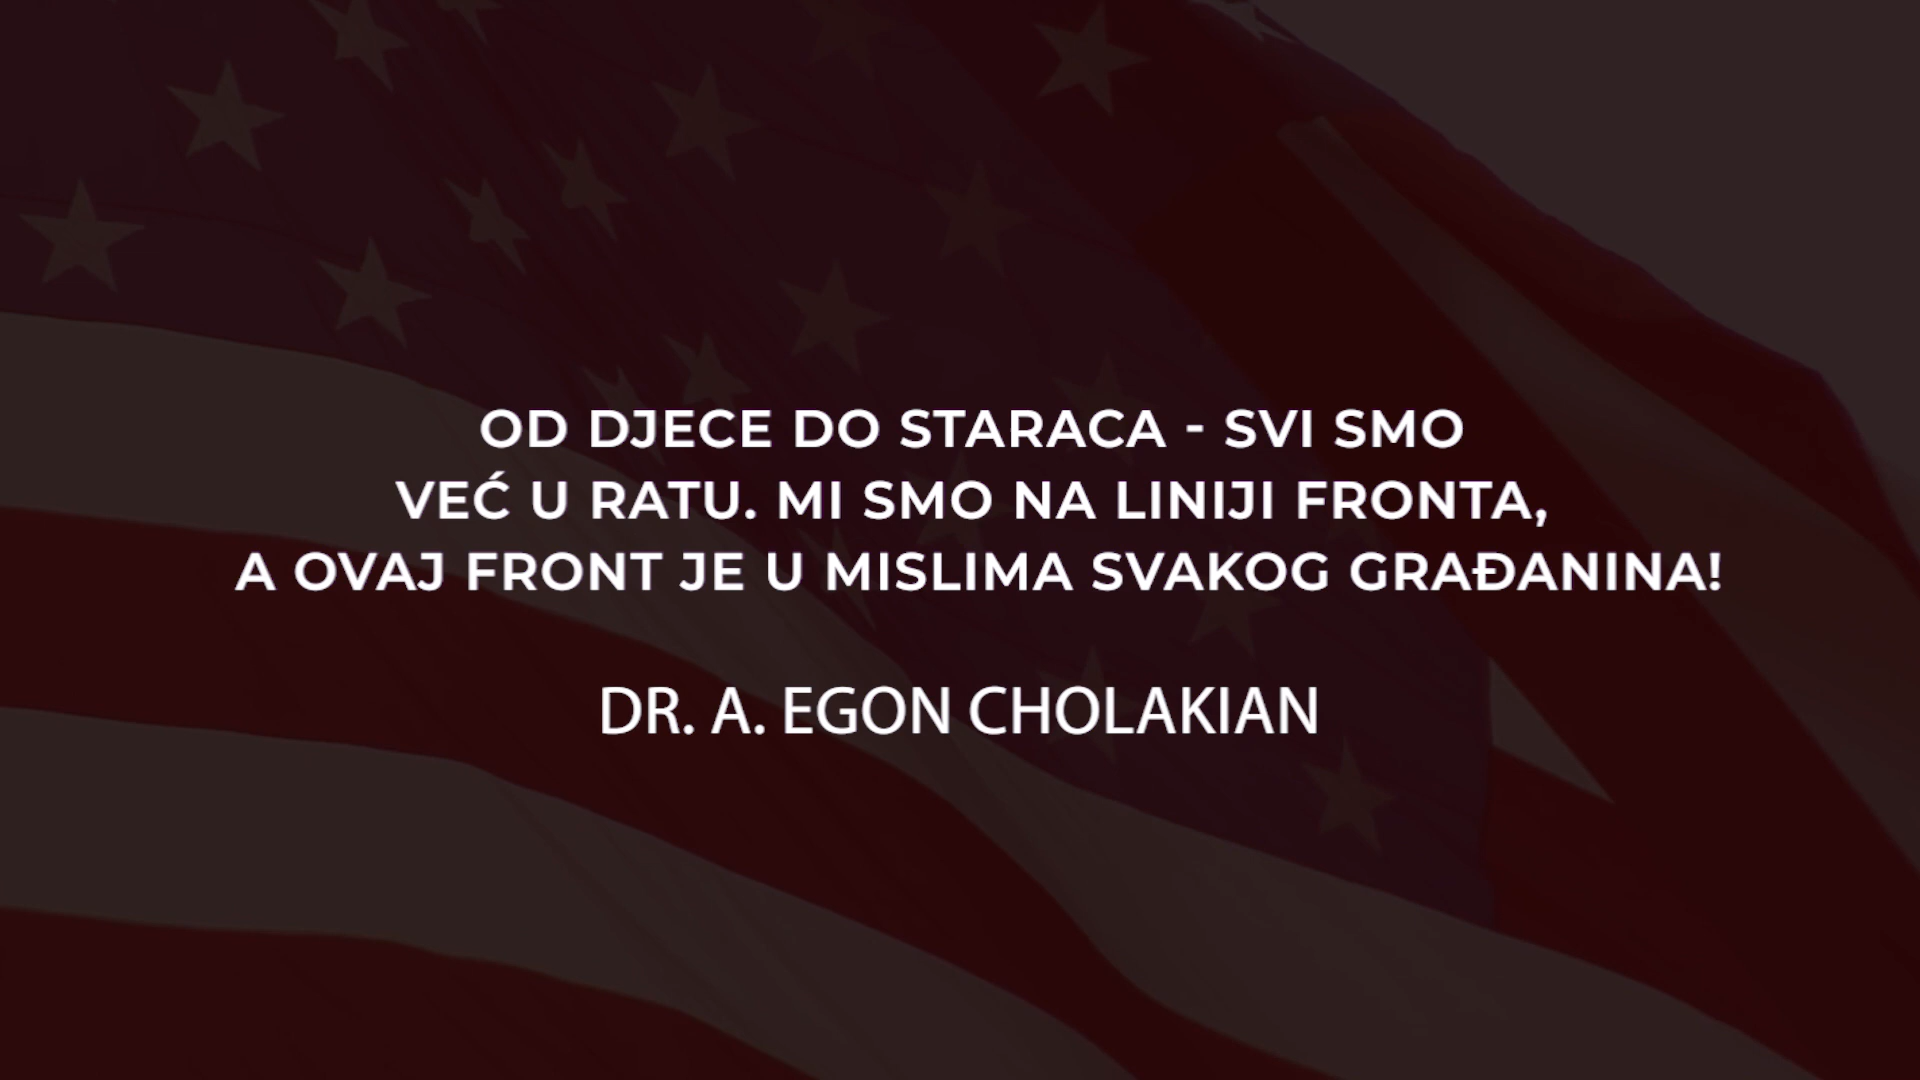 OD DJECE DO STARACA - SVI SMO
VEĆ U RATU. MI SMO NA LINIJI FRONTA,
A OVAJ FRONT JE U MISLIMA SVAKOG GRAĐANINA!
DR. A. EGON CHOLAKIAN